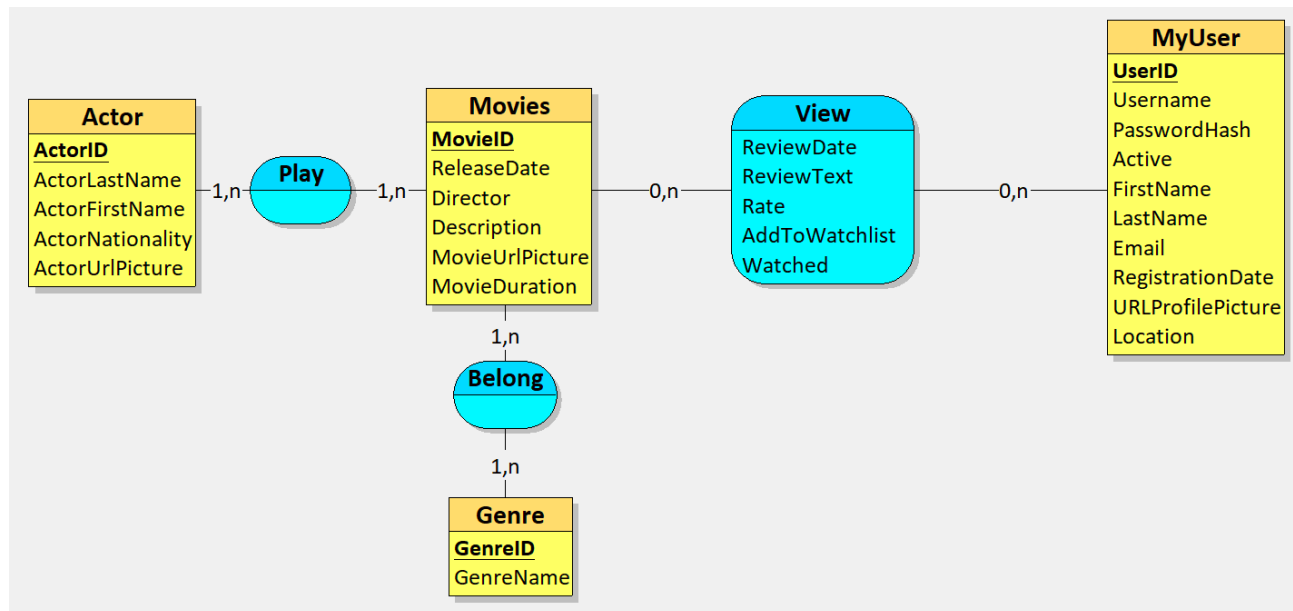 Actor
ActorID
ActorLastName
ActorFirstName
ActorNationality
ActorUrlPicture
1,n
Play
1,n
Movies
MovieID
ReleaseDate
Director
Description
MovieUrlPicture
MovieDuration
0,n
View
ReviewDate
ReviewText
Rate
AddToWatchlist
Watched
0,n
MyUser
UserID
Username
PasswordHash
Active
FirstName
LastName
Email
RegistrationDate
URLProfilePicture
Location
1,n
Belong
1,n
Genre
GenreID
GenreName